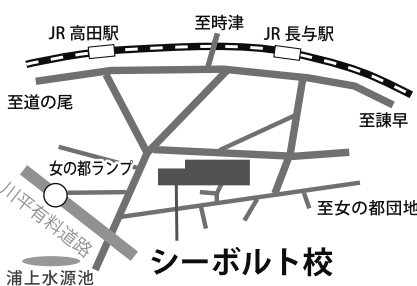 至時津
JR 高田駅
JR 長与駅
至道の尾
至諫早
女の都ランプ
川平有料道路
至女の都団地
シーボルト校
浦上水源池